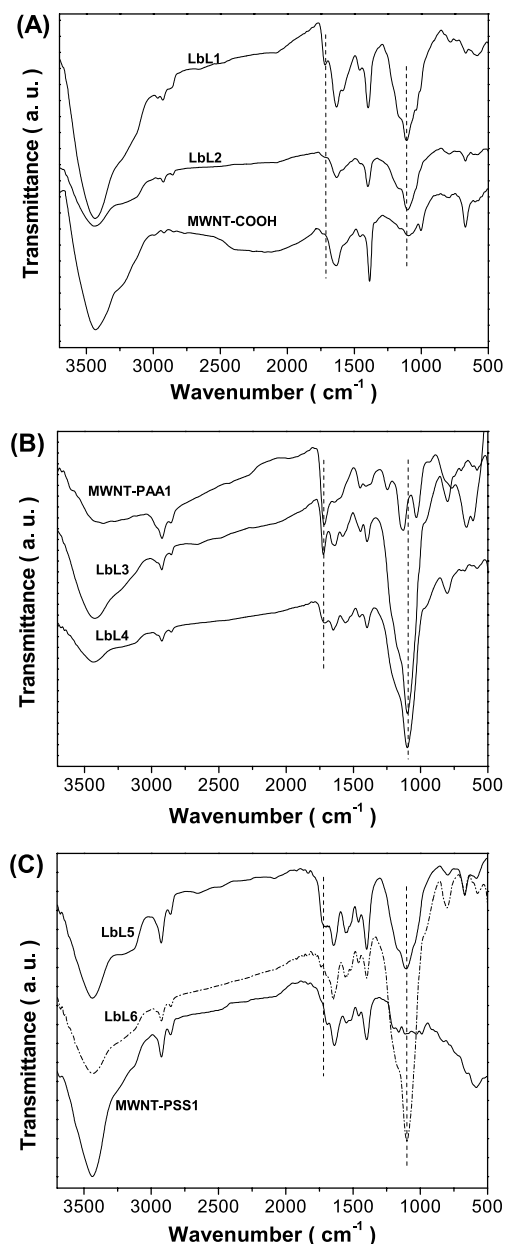 (A)
LbL1
LbL2
MWNT-COOH
Transmittance ( a. u. )
3500 3000 2500 2000 1500 1000 500
Wavenumber ( cm-1 )
(B)
MWNT-PAA1
LbL3
LbL4
Transmittance ( a. u. )
3500 3000 2500 2000 1500 1000 500
Wavenumber ( cm-1 )
(C)
LbL5
LbL6
MWNT-PSS1
Transmittance ( a. u. )
3500 3000 2500 2000 1500 1000 500
Wavenumber ( cm-1 )